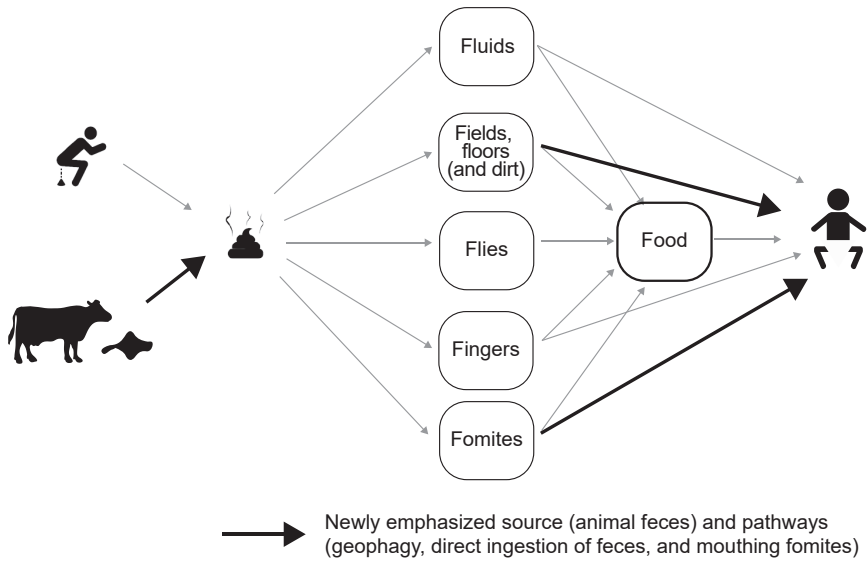 Fluids
Fields,
floors
(and dirt)
Flies
Food
Fingers
Fomites
Newly emphasized source (animal feces) and pathways
(geophagy, direct ingestion of feces, and mouthing fomites)